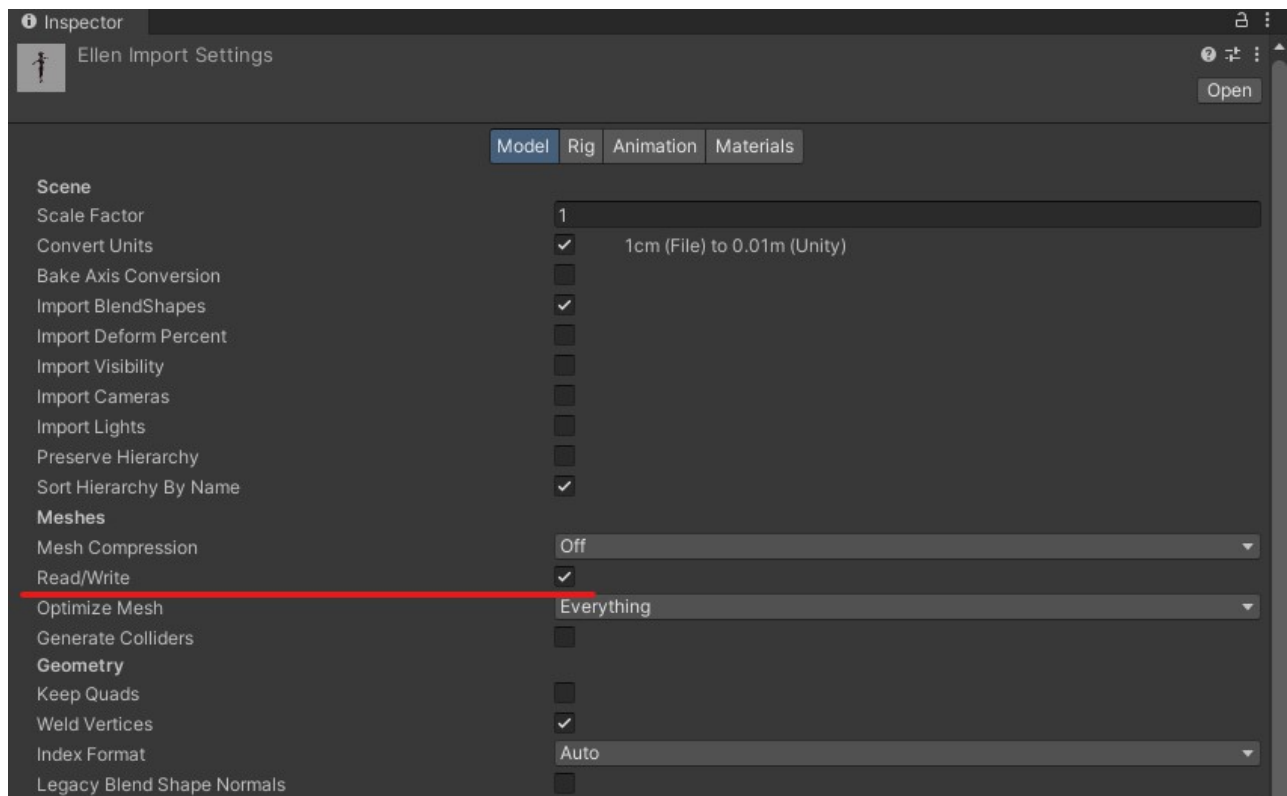 Inspector
Ellen Import Settings
Open
Model Rig Animation Materials
Scene
Scale Factor 1
Convert Units 1cm (File) to 0.01m (Unity)
Bake Axis Conversion
Import BlendShapes
Import Deform Percent
Import Visibility
Import Cameras
Import Lights
Preserve Hierarchy
Sort Hierarchy By Name
Meshes
Mesh Compression Off
Read/Write
Optimize Mesh Everything
Generate Colliders
Geometry
Keep Quads
Weld Vertices
Index Format Auto
Legacy Blend Shape Normals